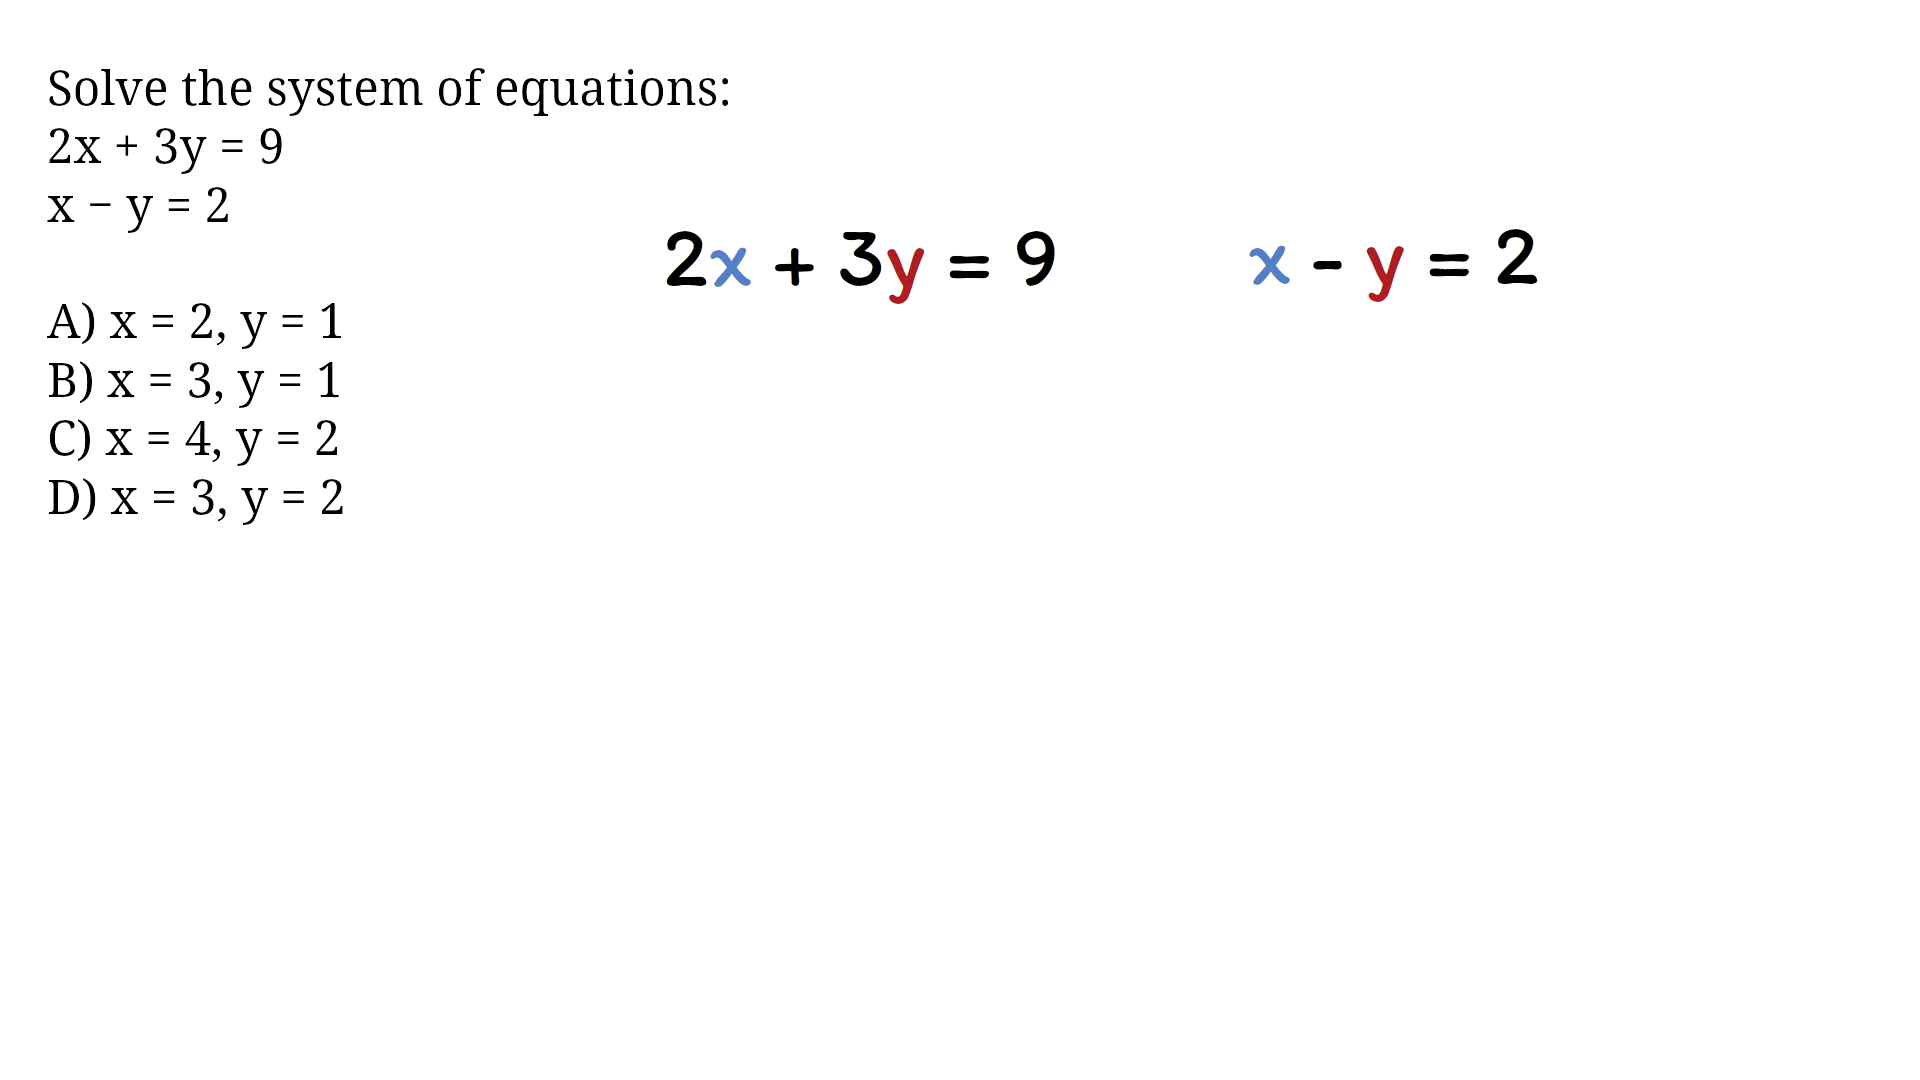 Solve the system of equations:
2x + 3y = 9
x − y = 2
2x + 3y = 9
x - y = 2
A) x = 2, y = 1
B) x = 3, y = 1
C) x = 4, y = 2
D) x = 3, y = 2